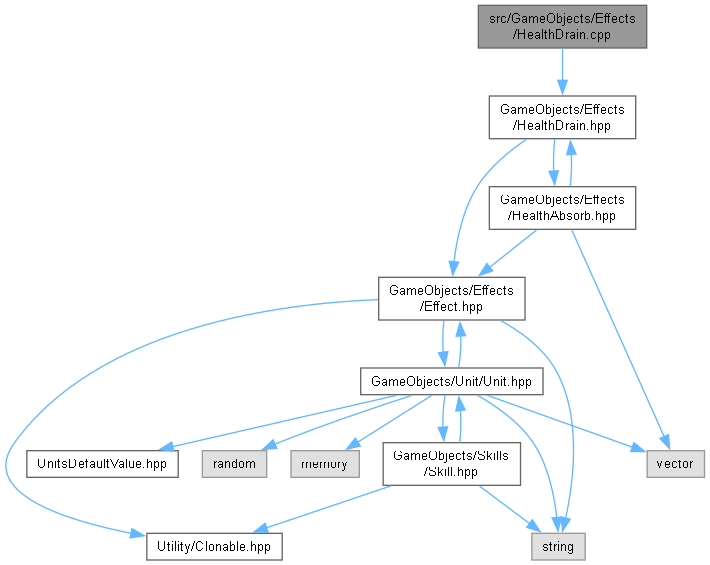 src/GameObjects/Effects
/HealthDrain.cpp
GameObjects/Effects
/HealthDrain.hpp
GameObjects/Effects
/HealthAbsorb.hpp
GameObjects/Effects
/Effect.hpp
GameObjects/Unit/Unit.hpp
UnitsDefaultValue.hpp
random
memory
GameObjects/Skills
/Skill.hpp
vector
Utility/Clonable.hpp
string